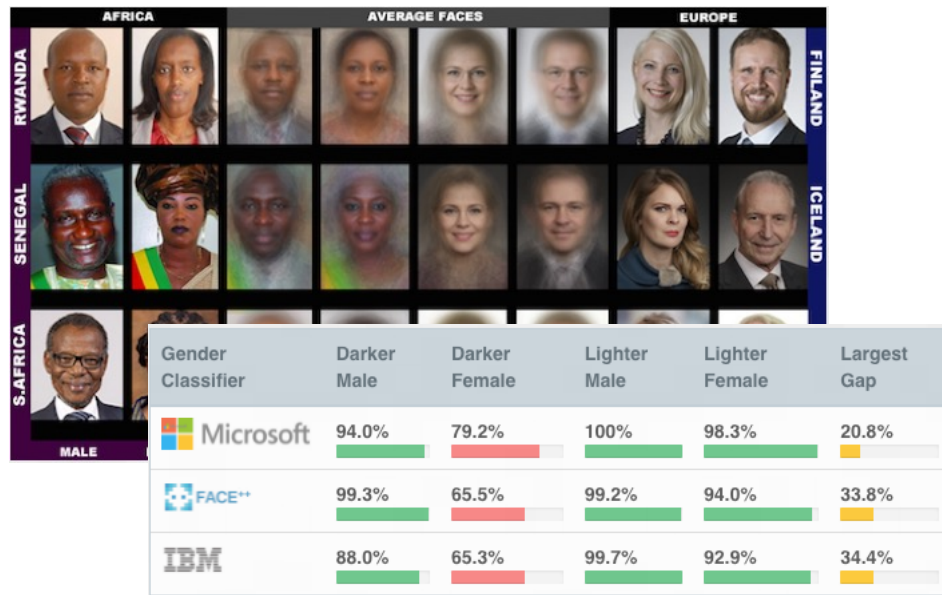 AFRICA
AVERAGE FACES
EUROPE
RWANDA
FINLAND
SENEGAL
ICELAND
S.AFRICA
MALE
Gender Classifier
Darker Male
Darker Female
Lighter Male
Lighter Female
Largest Gap
Microsoft 94.0% 79.2% 100% 98.3% 20.8%
FACE++ 99.3% 65.5% 99.2% 94.0% 33.8%
IBM 88.0% 65.3% 99.7% 92.9% 34.4%